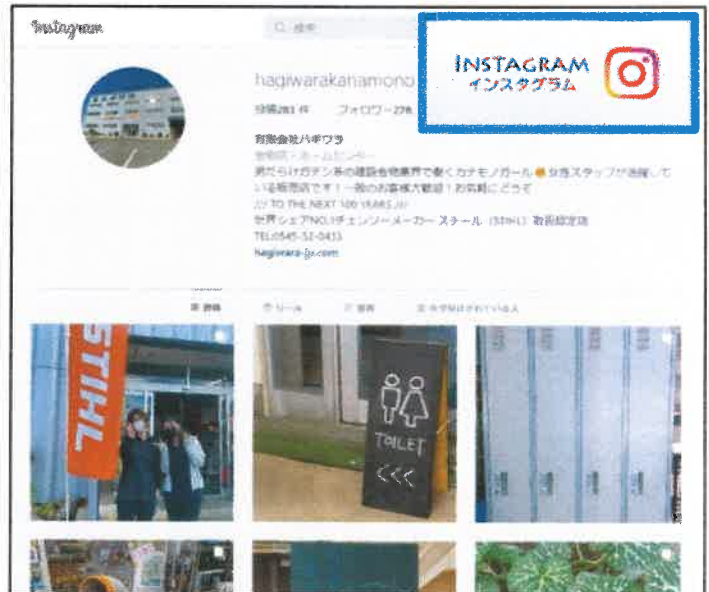 Instagram
検索
INSTAGRAM
インスタグラム
hagiwarakanamono
投稿281 件 フォロワー278
有限会社ハギワラ
男だらけガテン系の建設金物業界で働くカナモノガール 女性スタッフが活躍して
いる販売店です！一般のお客様大歓迎！お気軽にどうぞ
/// TO THE NEXT 100 YEARS ///
世界シェアNO.1チェンソーメーカー スチール（STIHL）取扱認定店
TEL:0545-52-0433
hagiwara-jp.com
投稿 リール タグ付けされている人
STIHL
TOILET
<<<